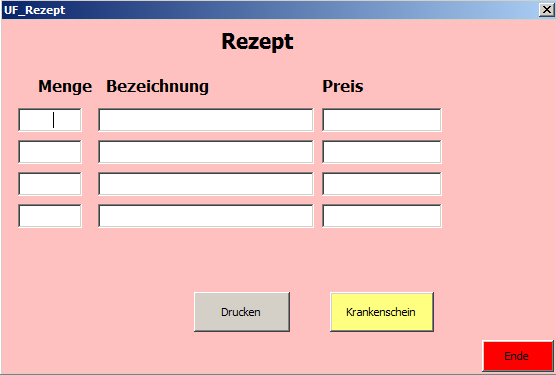 UF_Rezept
Rezept
Menge Bezeichnung Preis
Drucken Krankenschein
Ende